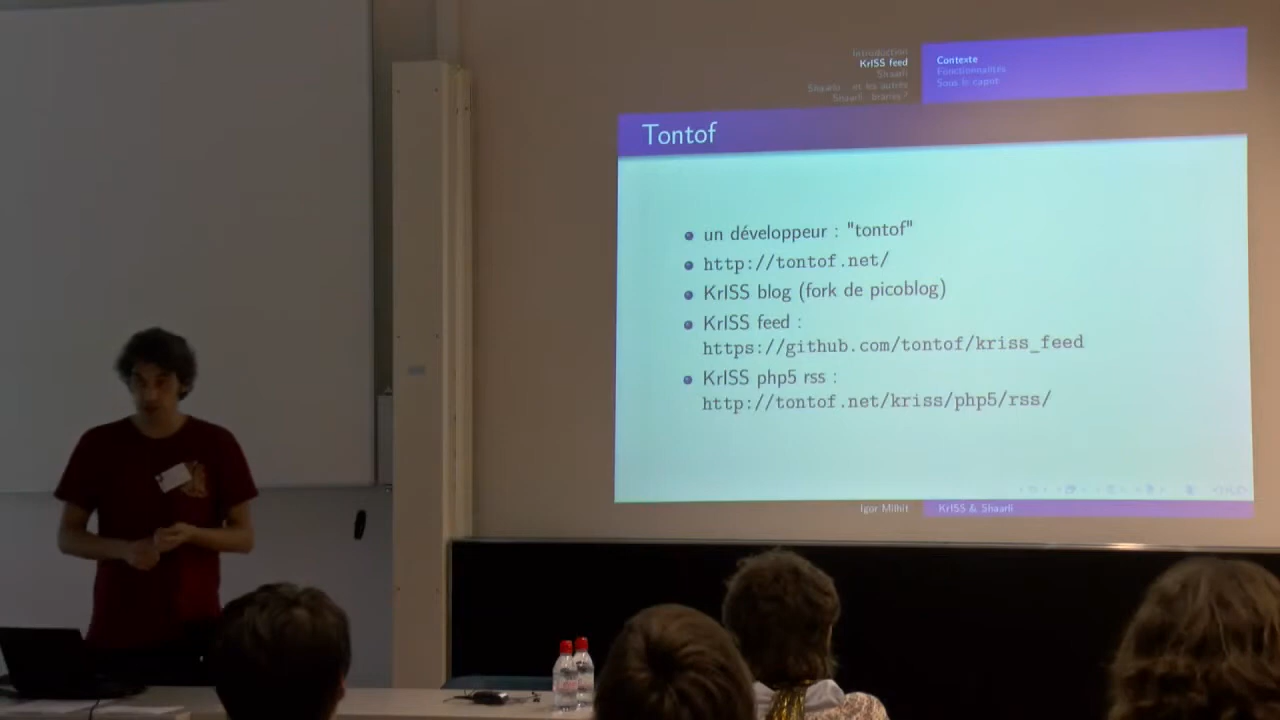 Introduction
KrISS feed
Shaarli
Contexte
Fonctionnalités
Sous le capot
Tontof
un développeur : "tontof"
http://tontof.net/
KrISS blog (fork de picoblog)
KrISS feed :
https://github.com/tontof/kriss_feed
KrISS php5 rss :
http://tontof.net/kriss/php5/rss/
Igor Milhit
KrISS & Shaarli